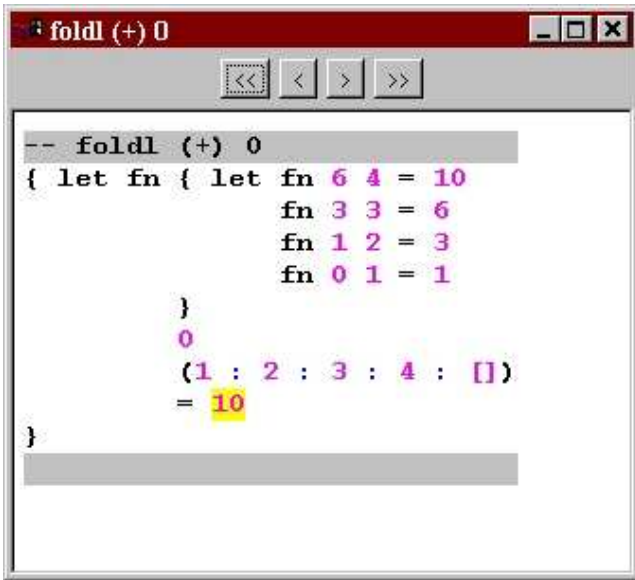 foldl (+) 0
<< < > >>
-- foldl (+) 0
{ let fn { let fn 6 4 = 10
fn 3 3 = 6
fn 1 2 = 3
fn 0 1 = 1
}
0
(1 : 2 : 3 : 4 : [])
= 10
}